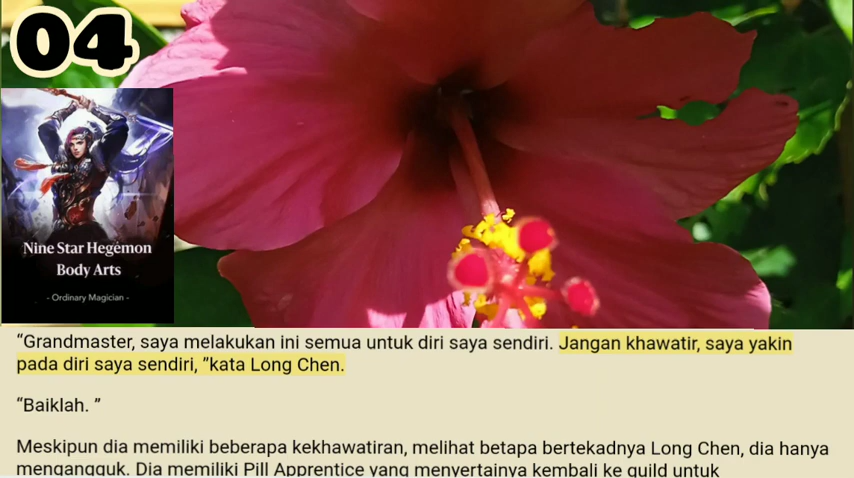 04
Nine Star Hegemon
Body Arts
- Ordinary Magician -
“Grandmaster, saya melakukan ini semua untuk diri saya sendiri. Jangan khawatir, saya yakin
pada diri saya sendiri, ”kata Long Chen.
“Baiklah. ”
Meskipun dia memiliki beberapa kekhawatiran, melihat betapa bertekadnya Long Chen, dia hanya
mengangguk. Dia memiliki Pill Apprentice yang menyertainya kembali ke guild untuk